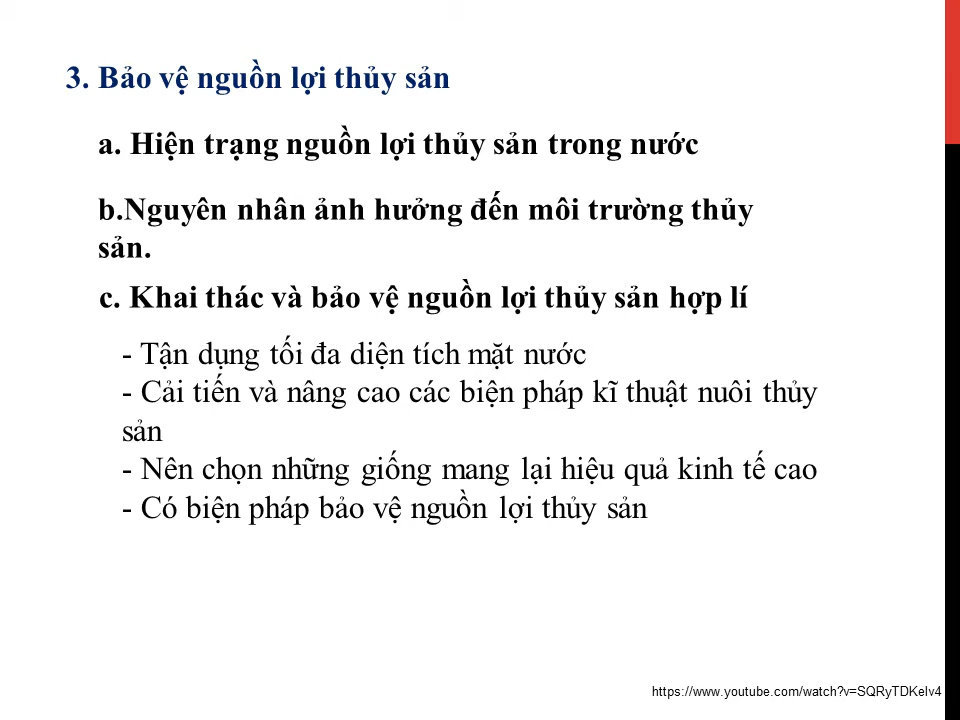 3. Bảo vệ nguồn lợi thủy sản
a. Hiện trạng nguồn lợi thủy sản trong nước
b.Nguyên nhân ảnh hưởng đến môi trường thủy
sản.
c. Khai thác và bảo vệ nguồn lợi thủy sản hợp lí
- Tận dụng tối đa diện tích mặt nước
- Cải tiến và nâng cao các biện pháp kĩ thuật nuôi thủy
sản
- Nên chọn những giống mang lại hiệu quả kinh tế cao
- Có biện pháp bảo vệ nguồn lợi thủy sản
https://www.youtube.com/watch?v=SQRyTDKeIv4